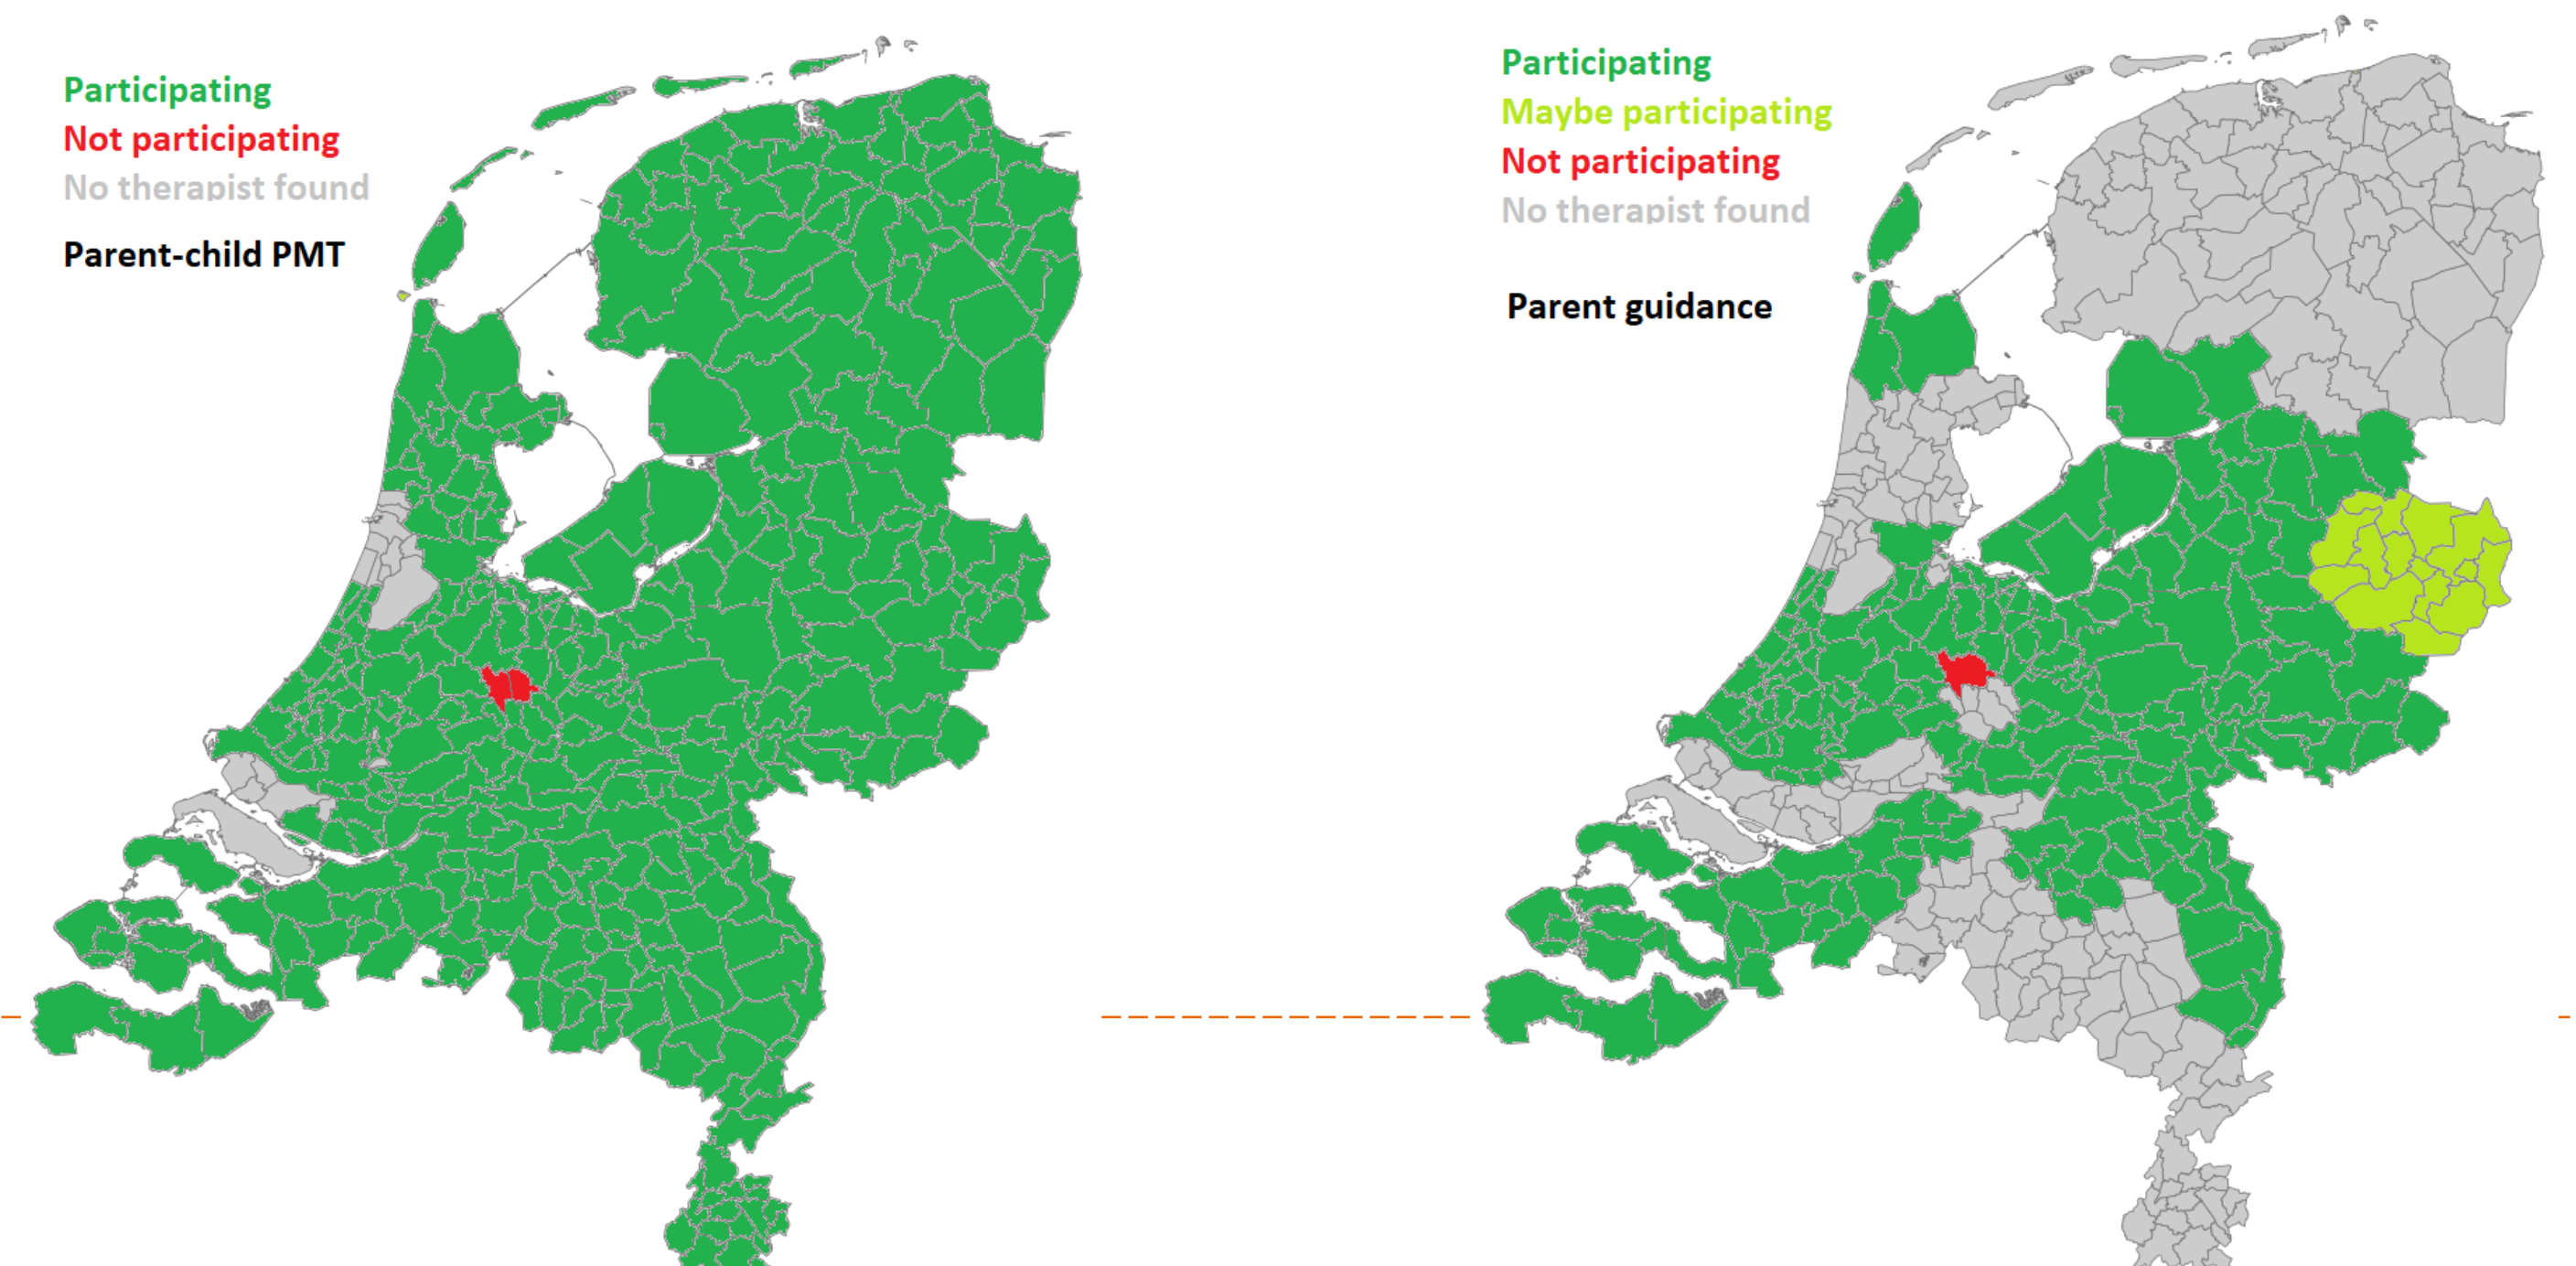 Participating
Not participating
No therapist found
Parent-child PMT
Participating
Maybe participating
Not participating
No therapist found
Parent guidance